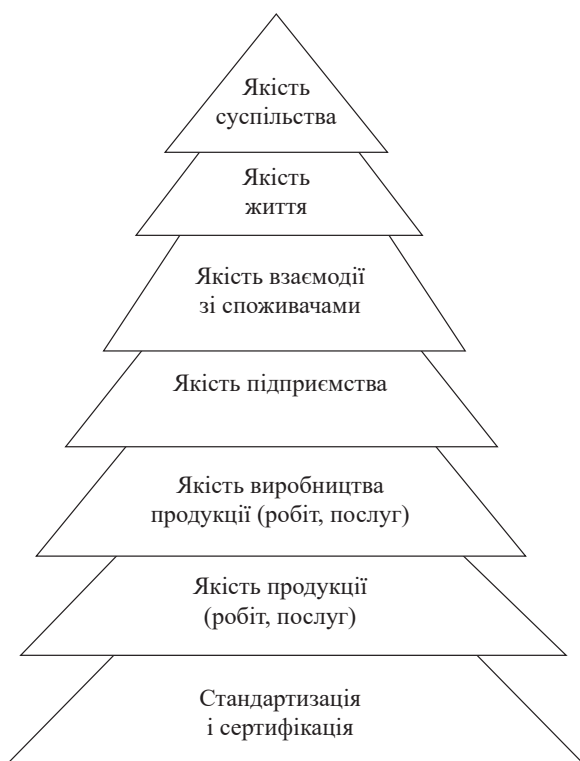 Якість
суспільства
Якість
життя
Якість взаємодії
зі споживачами
Якість підприємства
Якість виробництва
продукції (робіт, послуг)
Якість продукції
(робіт, послуг)
Стандартизація
і сертифікація